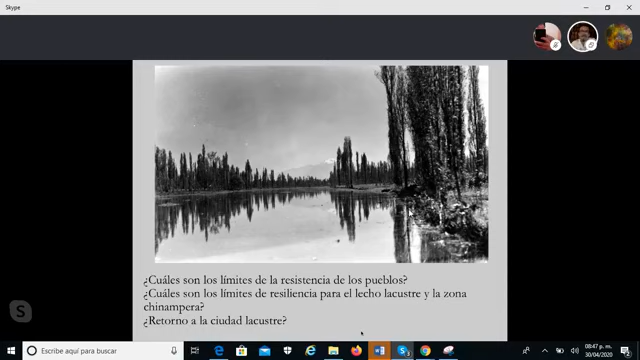 Skype
¿Cuáles son los límites de la resistencia de los pueblos?
¿Cuáles son los límites de resiliencia para el lecho lacustre y la zona
chinampera?
¿Retorno a la ciudad lacustre?
Escribe aquí para buscar
08:47 p. m.
30/04/2020